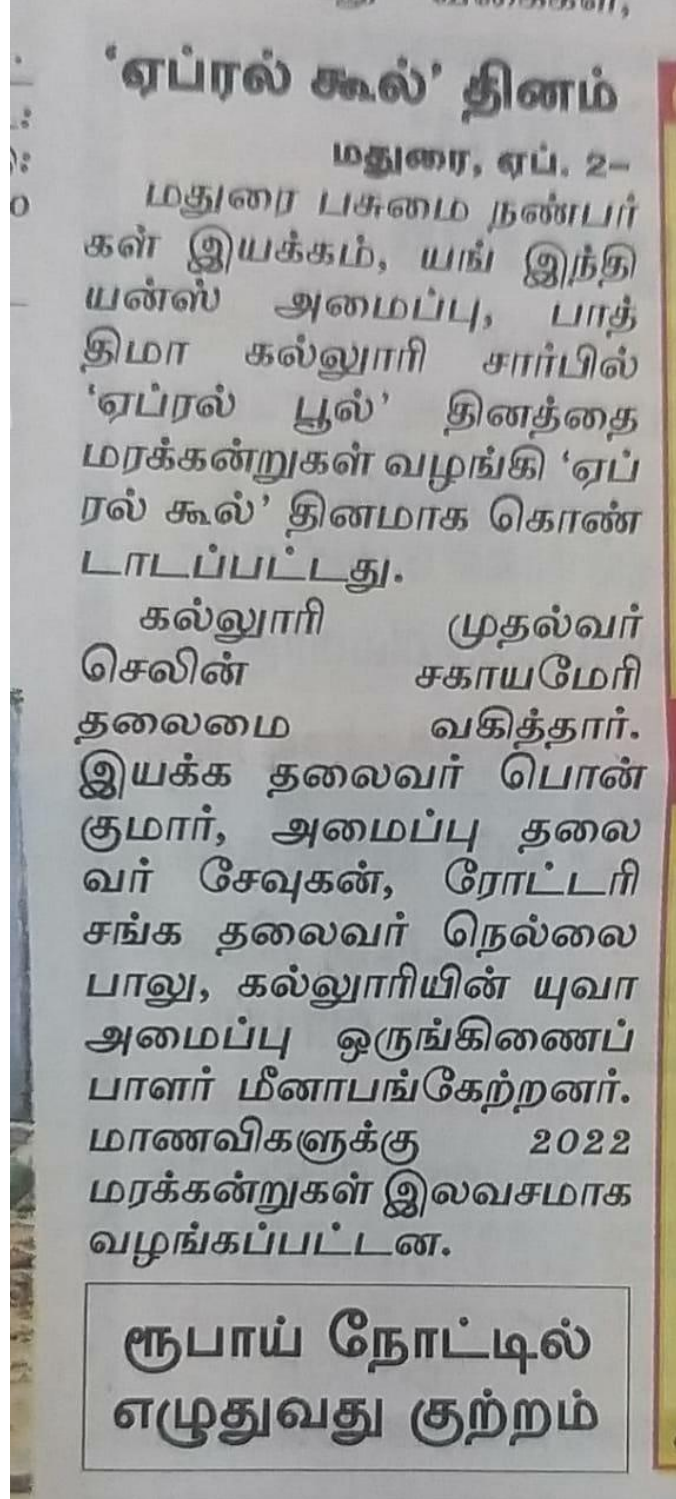 'ஏப்ரல் கூல்' தினம்
மதுரை, ஏப். 2–
மதுரை பசுமை நண்பர்
கள் இயக்கம், யங் இந்தி
யன்ஸ் அமைப்பு, பாத்
திமா கல்லூரி சார்பில்
'ஏப்ரல் பூல்' தினத்தை
மரக்கன்றுகள் வழங்கி 'ஏப்
ரல் கூல்' தினமாக கொண்
டாடப்பட்டது.
கல்லூரி முதல்வர்
செலின் சகாயமேரி
தலைமை வகித்தார்.
இயக்க தலைவர் பொன்
குமார், அமைப்பு தலை
வர் சேவுகன், ரோட்டரி
சங்க தலைவர் நெல்லை
பாலு, கல்லூரியின் யுவா
அமைப்பு ஒருங்கிணைப்
பாளர் மீனாபங்கேற்றனர்.
மாணவிகளுக்கு 2022
மரக்கன்றுகள் இலவசமாக
வழங்கப்பட்டன.
ரூபாய் நோட்டில்
எழுதுவது குற்றம்